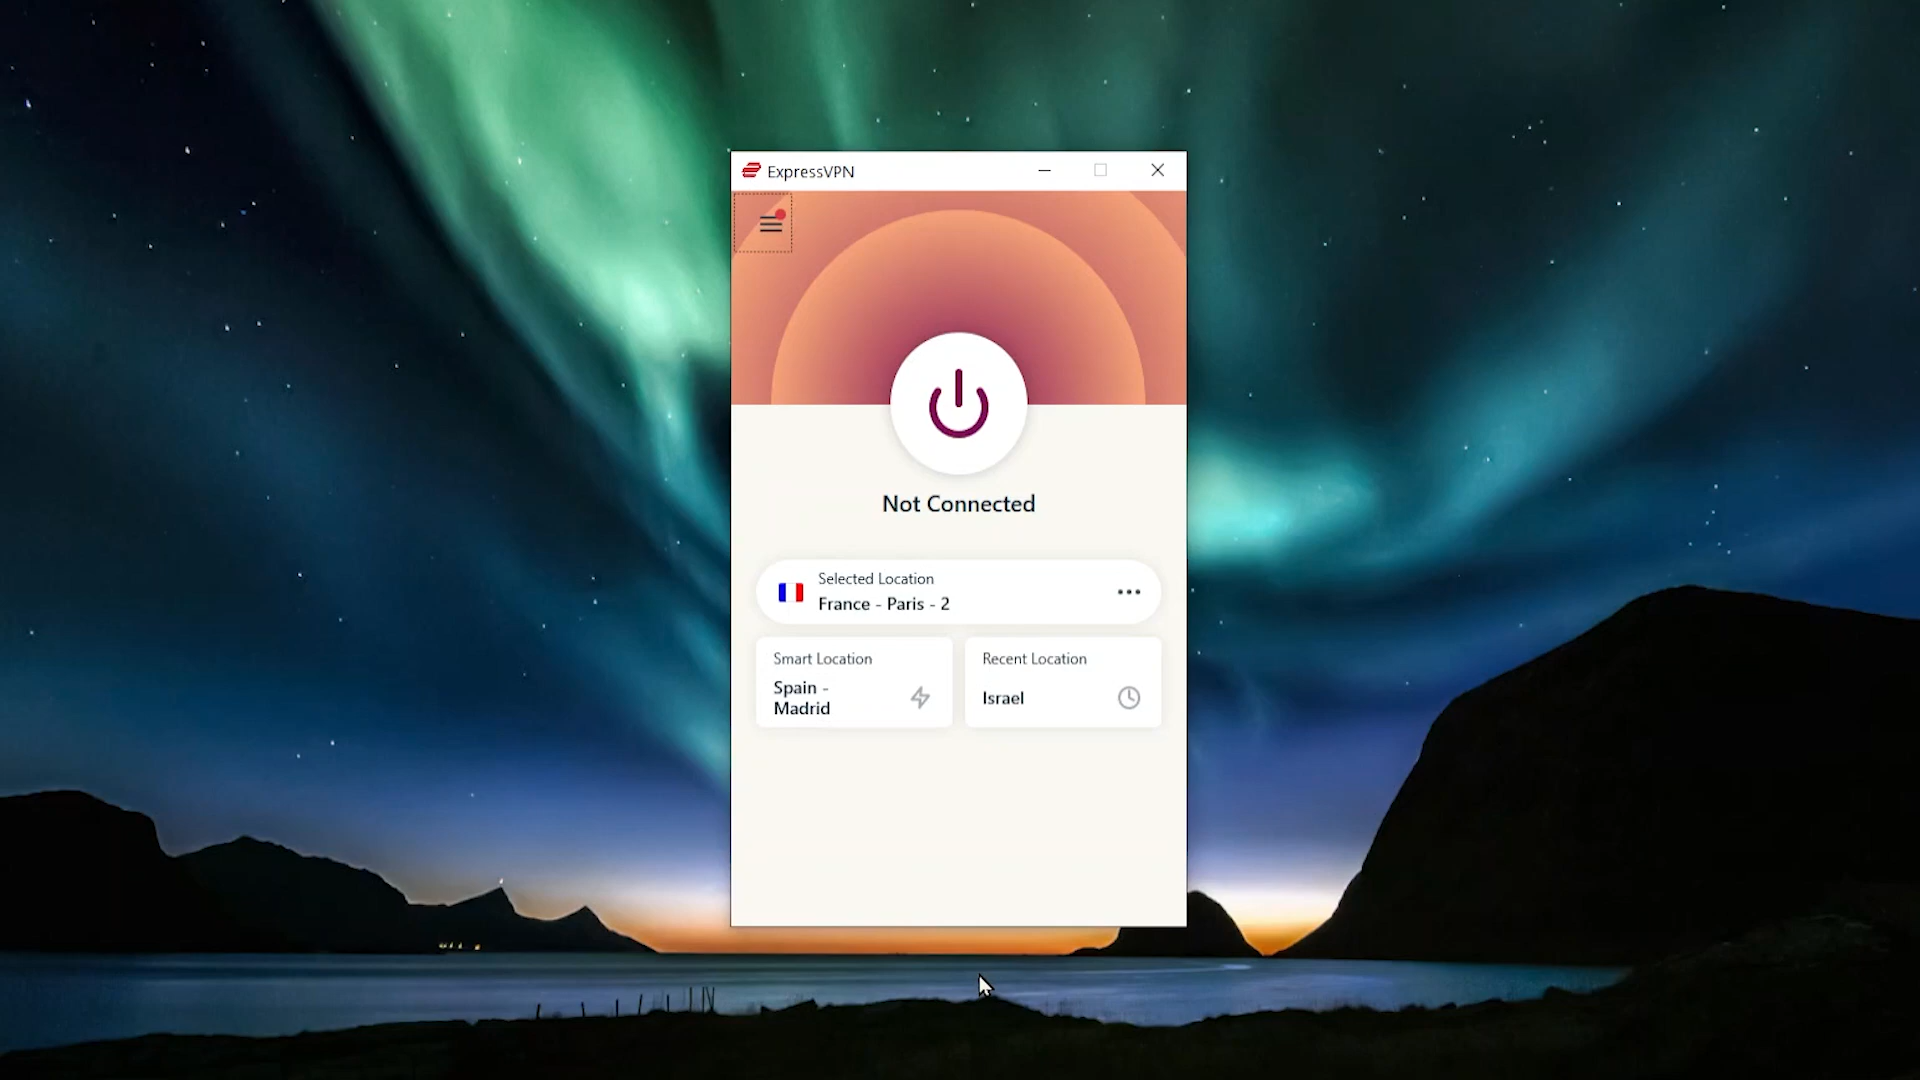 ExpressVPN
Not Connected
Selected Location
France - Paris - 2
Smart Location
Spain -
Madrid
Recent Location
Israel